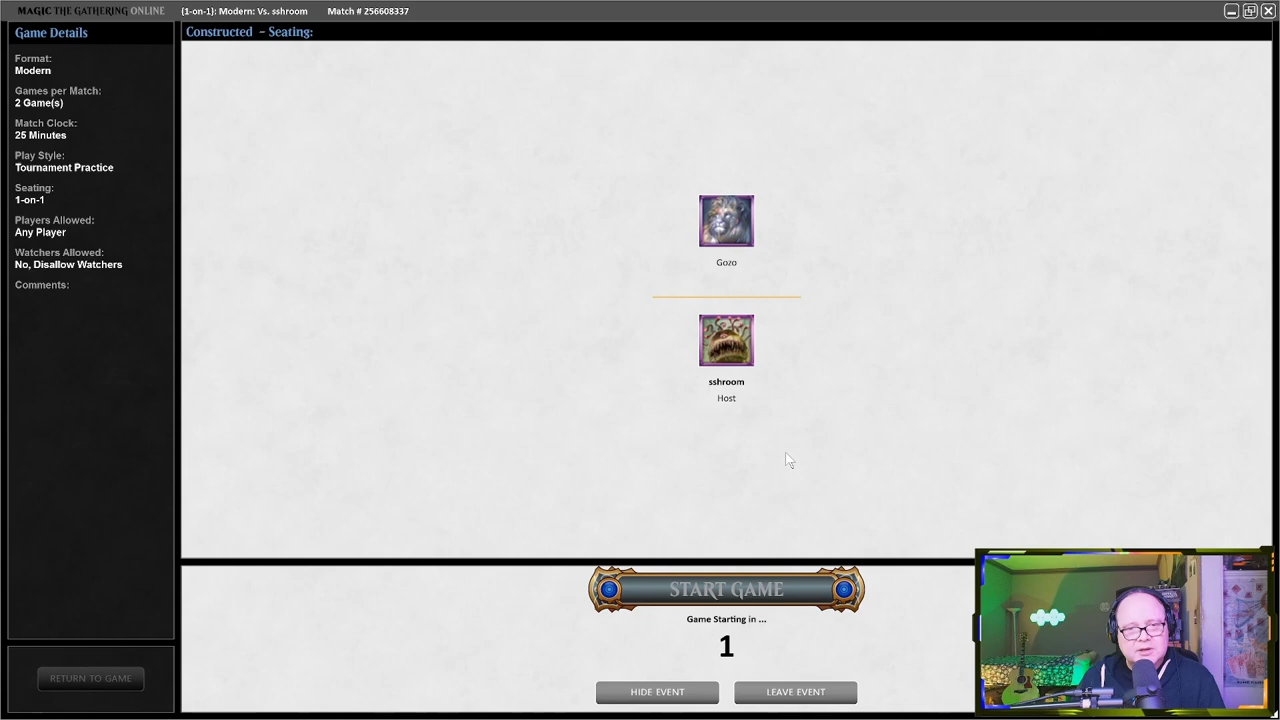 MAGIC THE GATHERING ONLINE
(1-on-1): Modern: Vs. sshroom
Match # 256608337
Game Details
Format:
Modern
Games per Match:
2 Game(s)
Match Clock:
25 Minutes
Play Style:
Tournament Practice
Seating:
1-on-1
Players Allowed:
Any Player
Watchers Allowed:
No, Disallow Watchers
Comments:
RETURN TO GAME
Constructed - Seating:
Gozo
sshroom
Host
START GAME
Game Starting in ...
1
HIDE EVENT
LEAVE EVENT